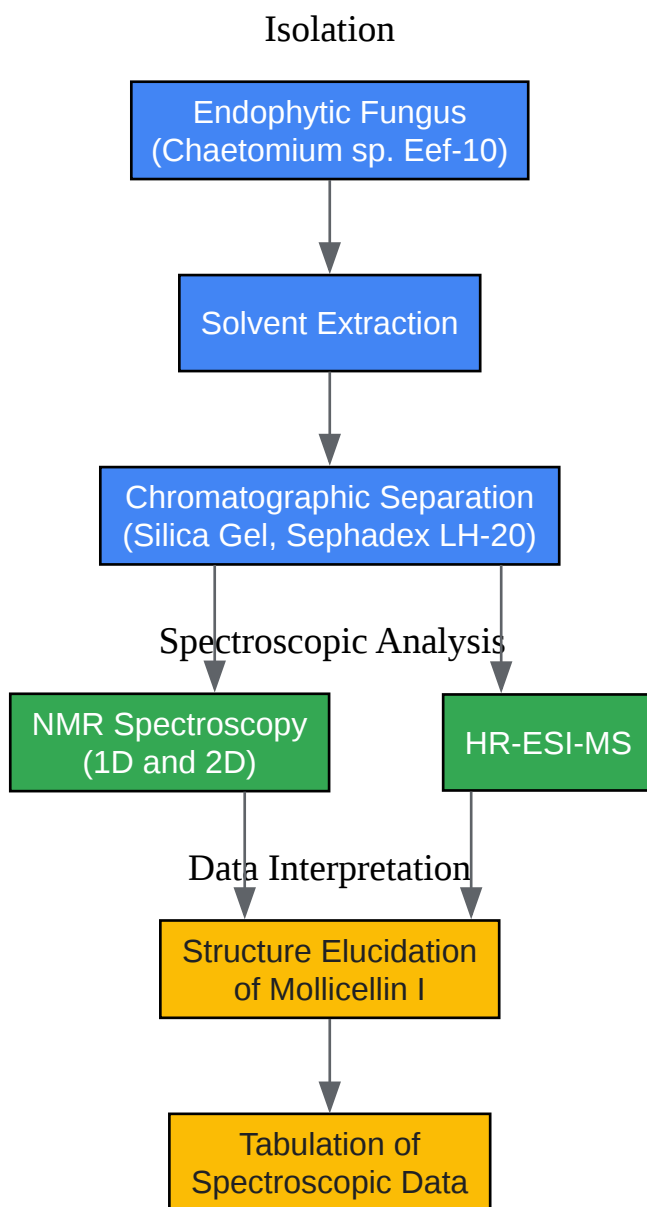 Isolation
Endophytic Fungus
(Chaetomium sp. Eef-10)
Solvent Extraction
Chromatographic Separation
(Silica Gel, Sephadex LH-20)
Spectroscopic Analysis
NMR Spectroscopy
(1D and 2D)
HR-ESI-MS
Data Interpretation
Structure Elucidation
of Mollicellin I
Tabulation of
Spectroscopic Data